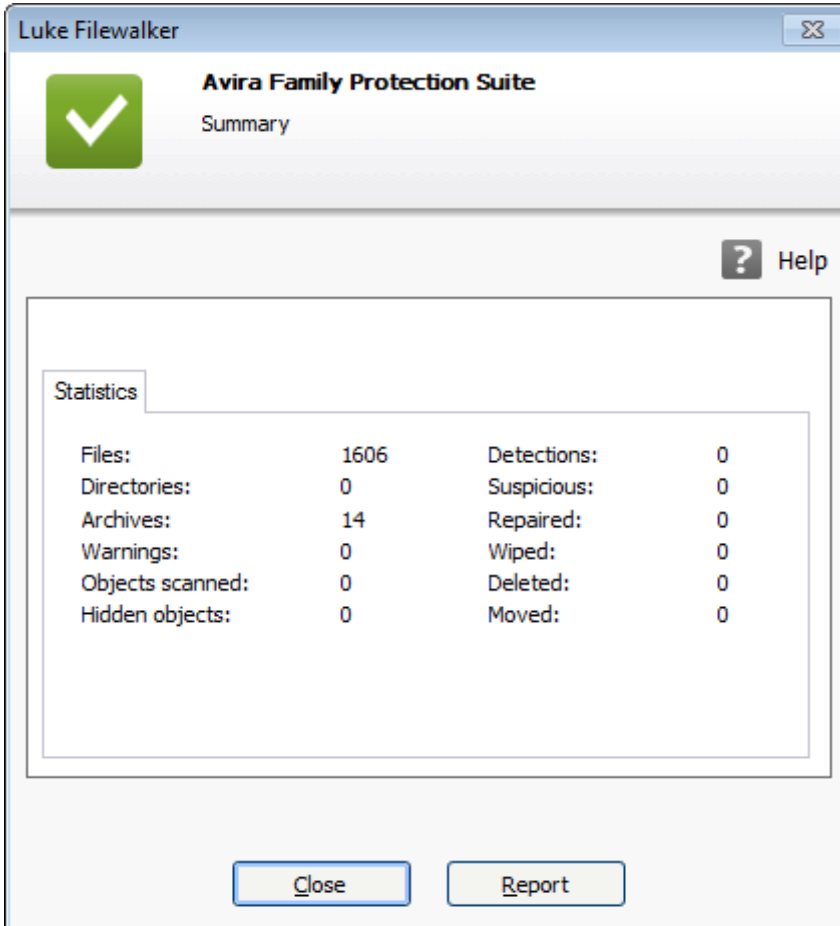 Luke Filewalker
Avira Family Protection Suite
Summary
? Help
Statistics
Files: 1606 Detections: 0
Directories: 0 Suspicious: 0
Archives: 14 Repaired: 0
Warnings: 0 Wiped: 0
Objects scanned: 0 Deleted: 0
Hidden objects: 0 Moved: 0
Close Report